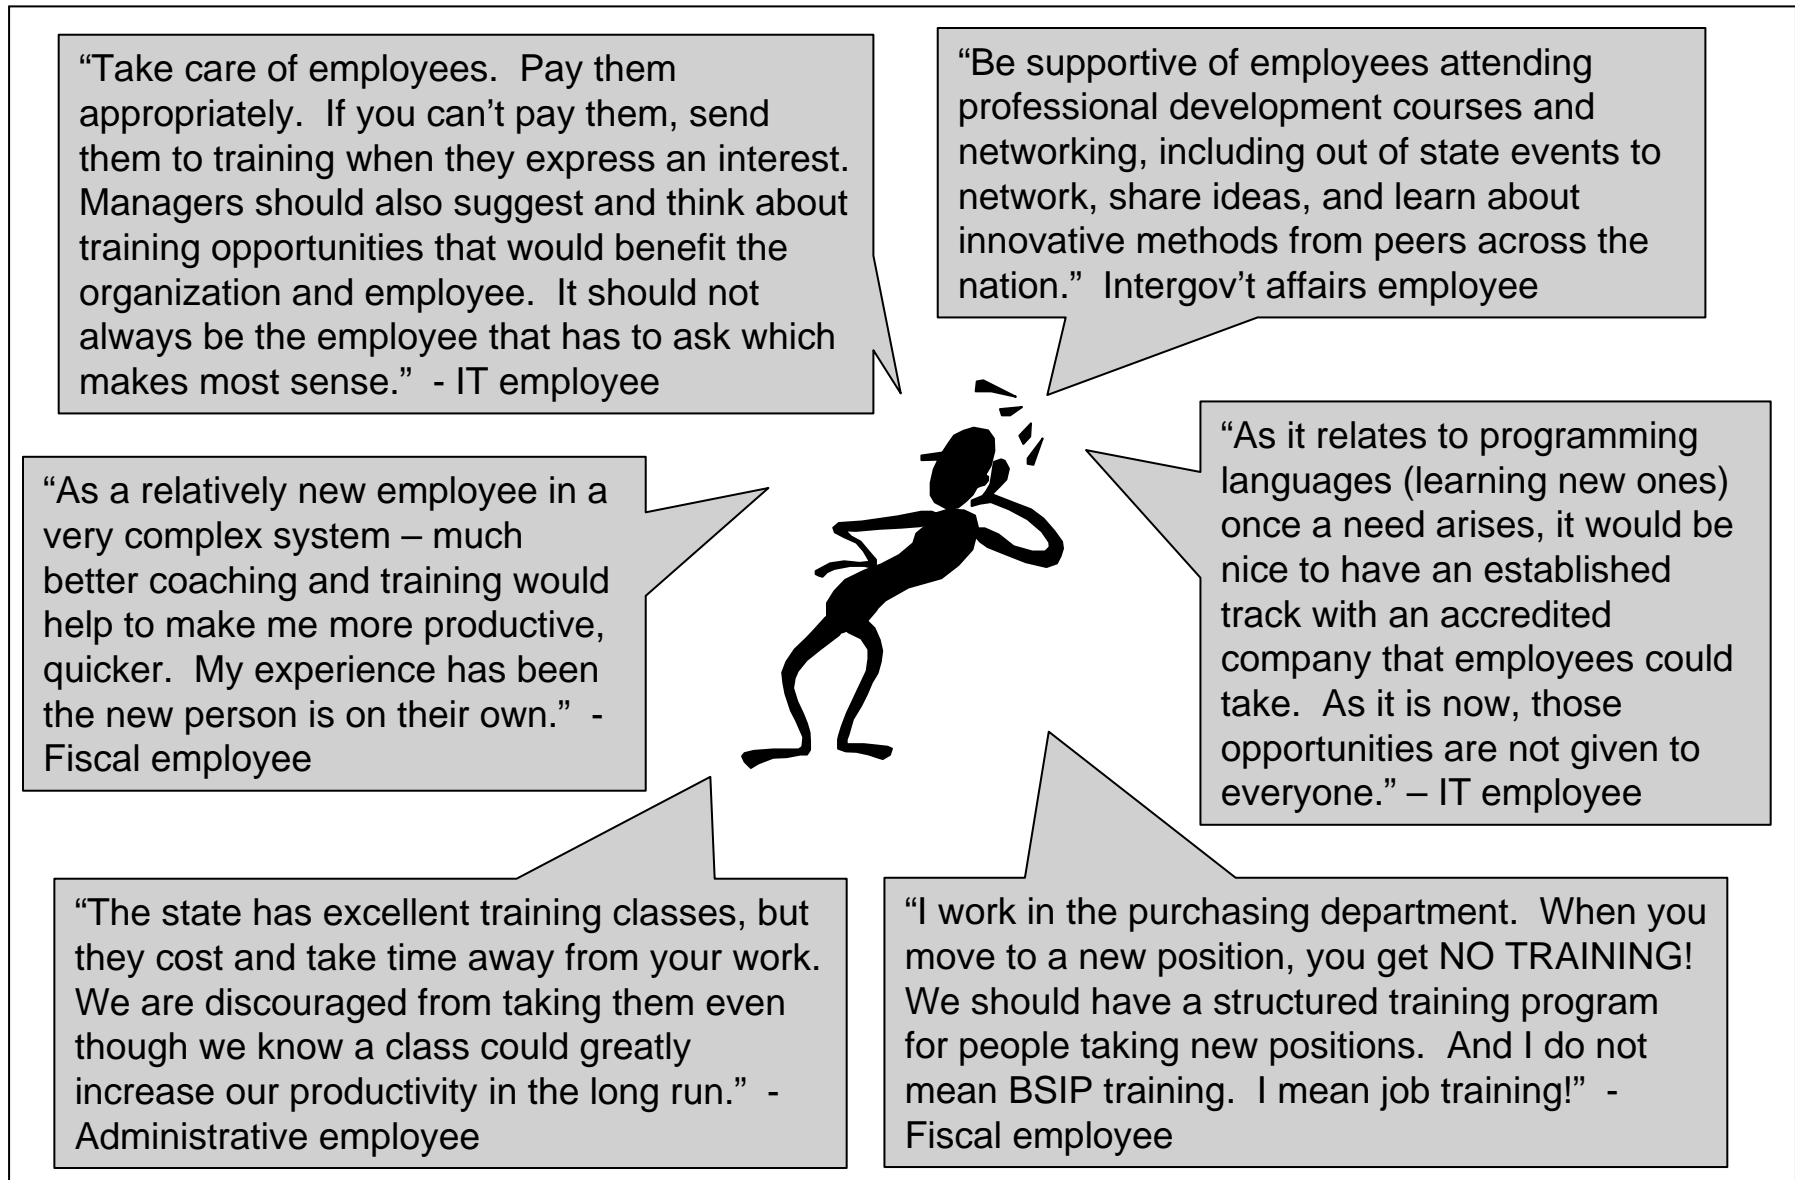 “Take care of employees.  Pay them
appropriately.  If you can’t pay them, send
them to training when they express an interest.
Managers should also suggest and think about
training opportunities that would benefit the
organization and employee.  It should not
always be the employee that has to ask which
makes most sense.”  - IT employee
“Be supportive of employees attending
professional development courses and
networking, including out of state events to
network, share ideas, and learn about
innovative methods from peers across the
nation.”  Intergov’t affairs employee
“As a relatively new employee in a
very complex system – much
better coaching and training would
help to make me more productive,
quicker.  My experience has been
the new person is on their own.”  -
Fiscal employee
“As it relates to programming
languages (learning new ones)
once a need arises, it would be
nice to have an established
track with an accredited
company that employees could
take.  As it is now, those
opportunities are not given to
everyone.” – IT employee
“The state has excellent training classes, but
they cost and take time away from your work.
We are discouraged from taking them even
though we know a class could greatly
increase our productivity in the long run.”  -
Administrative employee
“I work in the purchasing department.  When you
move to a new position, you get NO TRAINING!
We should have a structured training program
for people taking new positions.  And I do not
mean BSIP training.  I mean job training!”  -
Fiscal employee